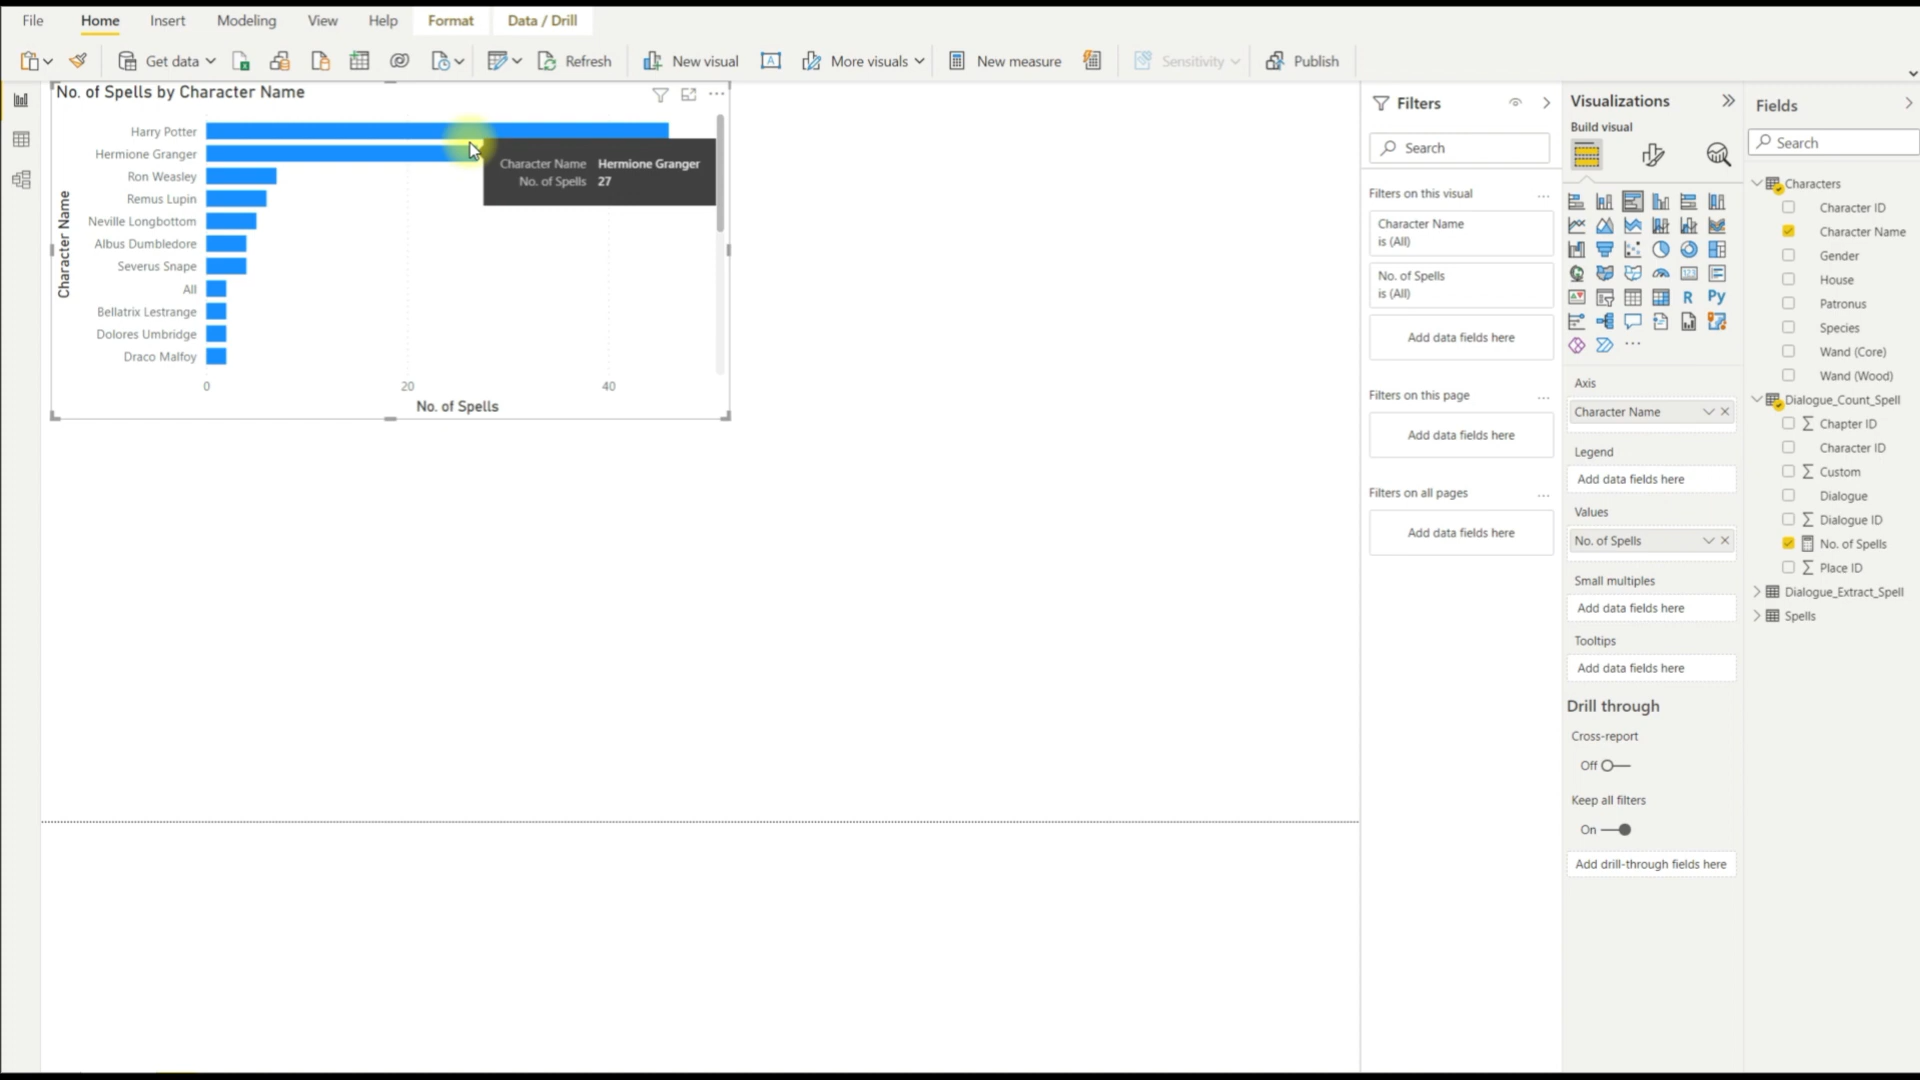 File Home Insert Modeling View Help Format Data / Drill
Get data Refresh New visual A More visuals New measure Sensitivity Publish
No. of Spells by Character Name
Character Name
Harry Potter
Hermione Granger
Ron Weasley
Remus Lupin
Neville Longbottom
Albus Dumbledore
Severus Snape
All
Bellatrix Lestrange
Dolores Umbridge
Draco Malfoy
0 20 40
No. of Spells
Character Name Hermione Granger
No. of Spells 27
Filters
Search
Filters on this visual ...
Character Name
is (All)
No. of Spells
is (All)
Add data fields here
Filters on this page ...
Add data fields here
Filters on all pages ...
Add data fields here
Visualizations
Build visual
123
R Py
...
Axis
Character Name
Legend
Add data fields here
Values
No. of Spells
Small multiples
Add data fields here
Tooltips
Add data fields here
Drill through
Cross-report
Off
Keep all filters
On
Add drill-through fields here
Fields
Search
Characters
Character ID
Character Name
Gender
House
Patronus
Species
Wand (Core)
Wand (Wood)
Dialogue_Count_Spell
∑ Chapter ID
Character ID
∑ Custom
Dialogue
∑ Dialogue ID
No. of Spells
∑ Place ID
Dialogue_Extract_Spell
Spells